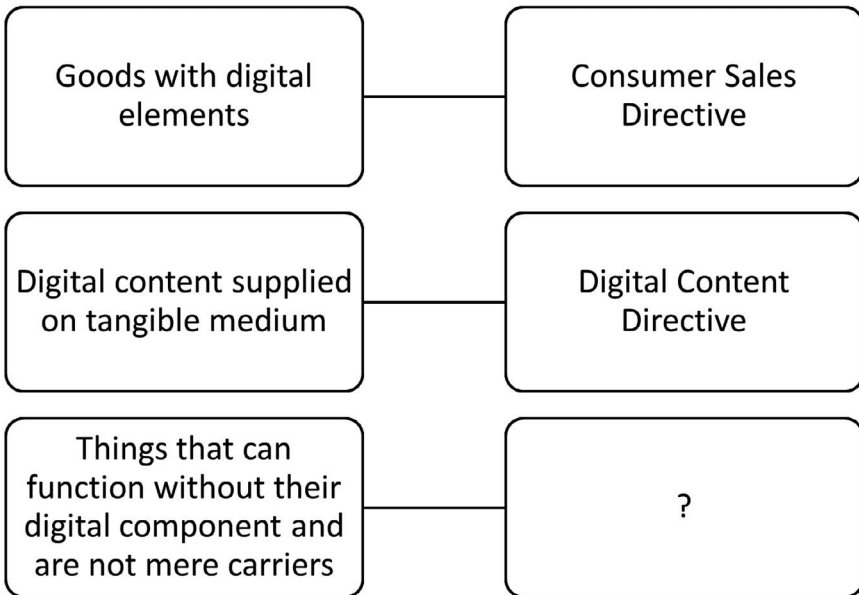 Goods with digital
elements
Consumer Sales
Directive
Digital content supplied
on tangible medium
Digital Content
Directive
Things that can
function without their
digital component and
are not mere carriers
?